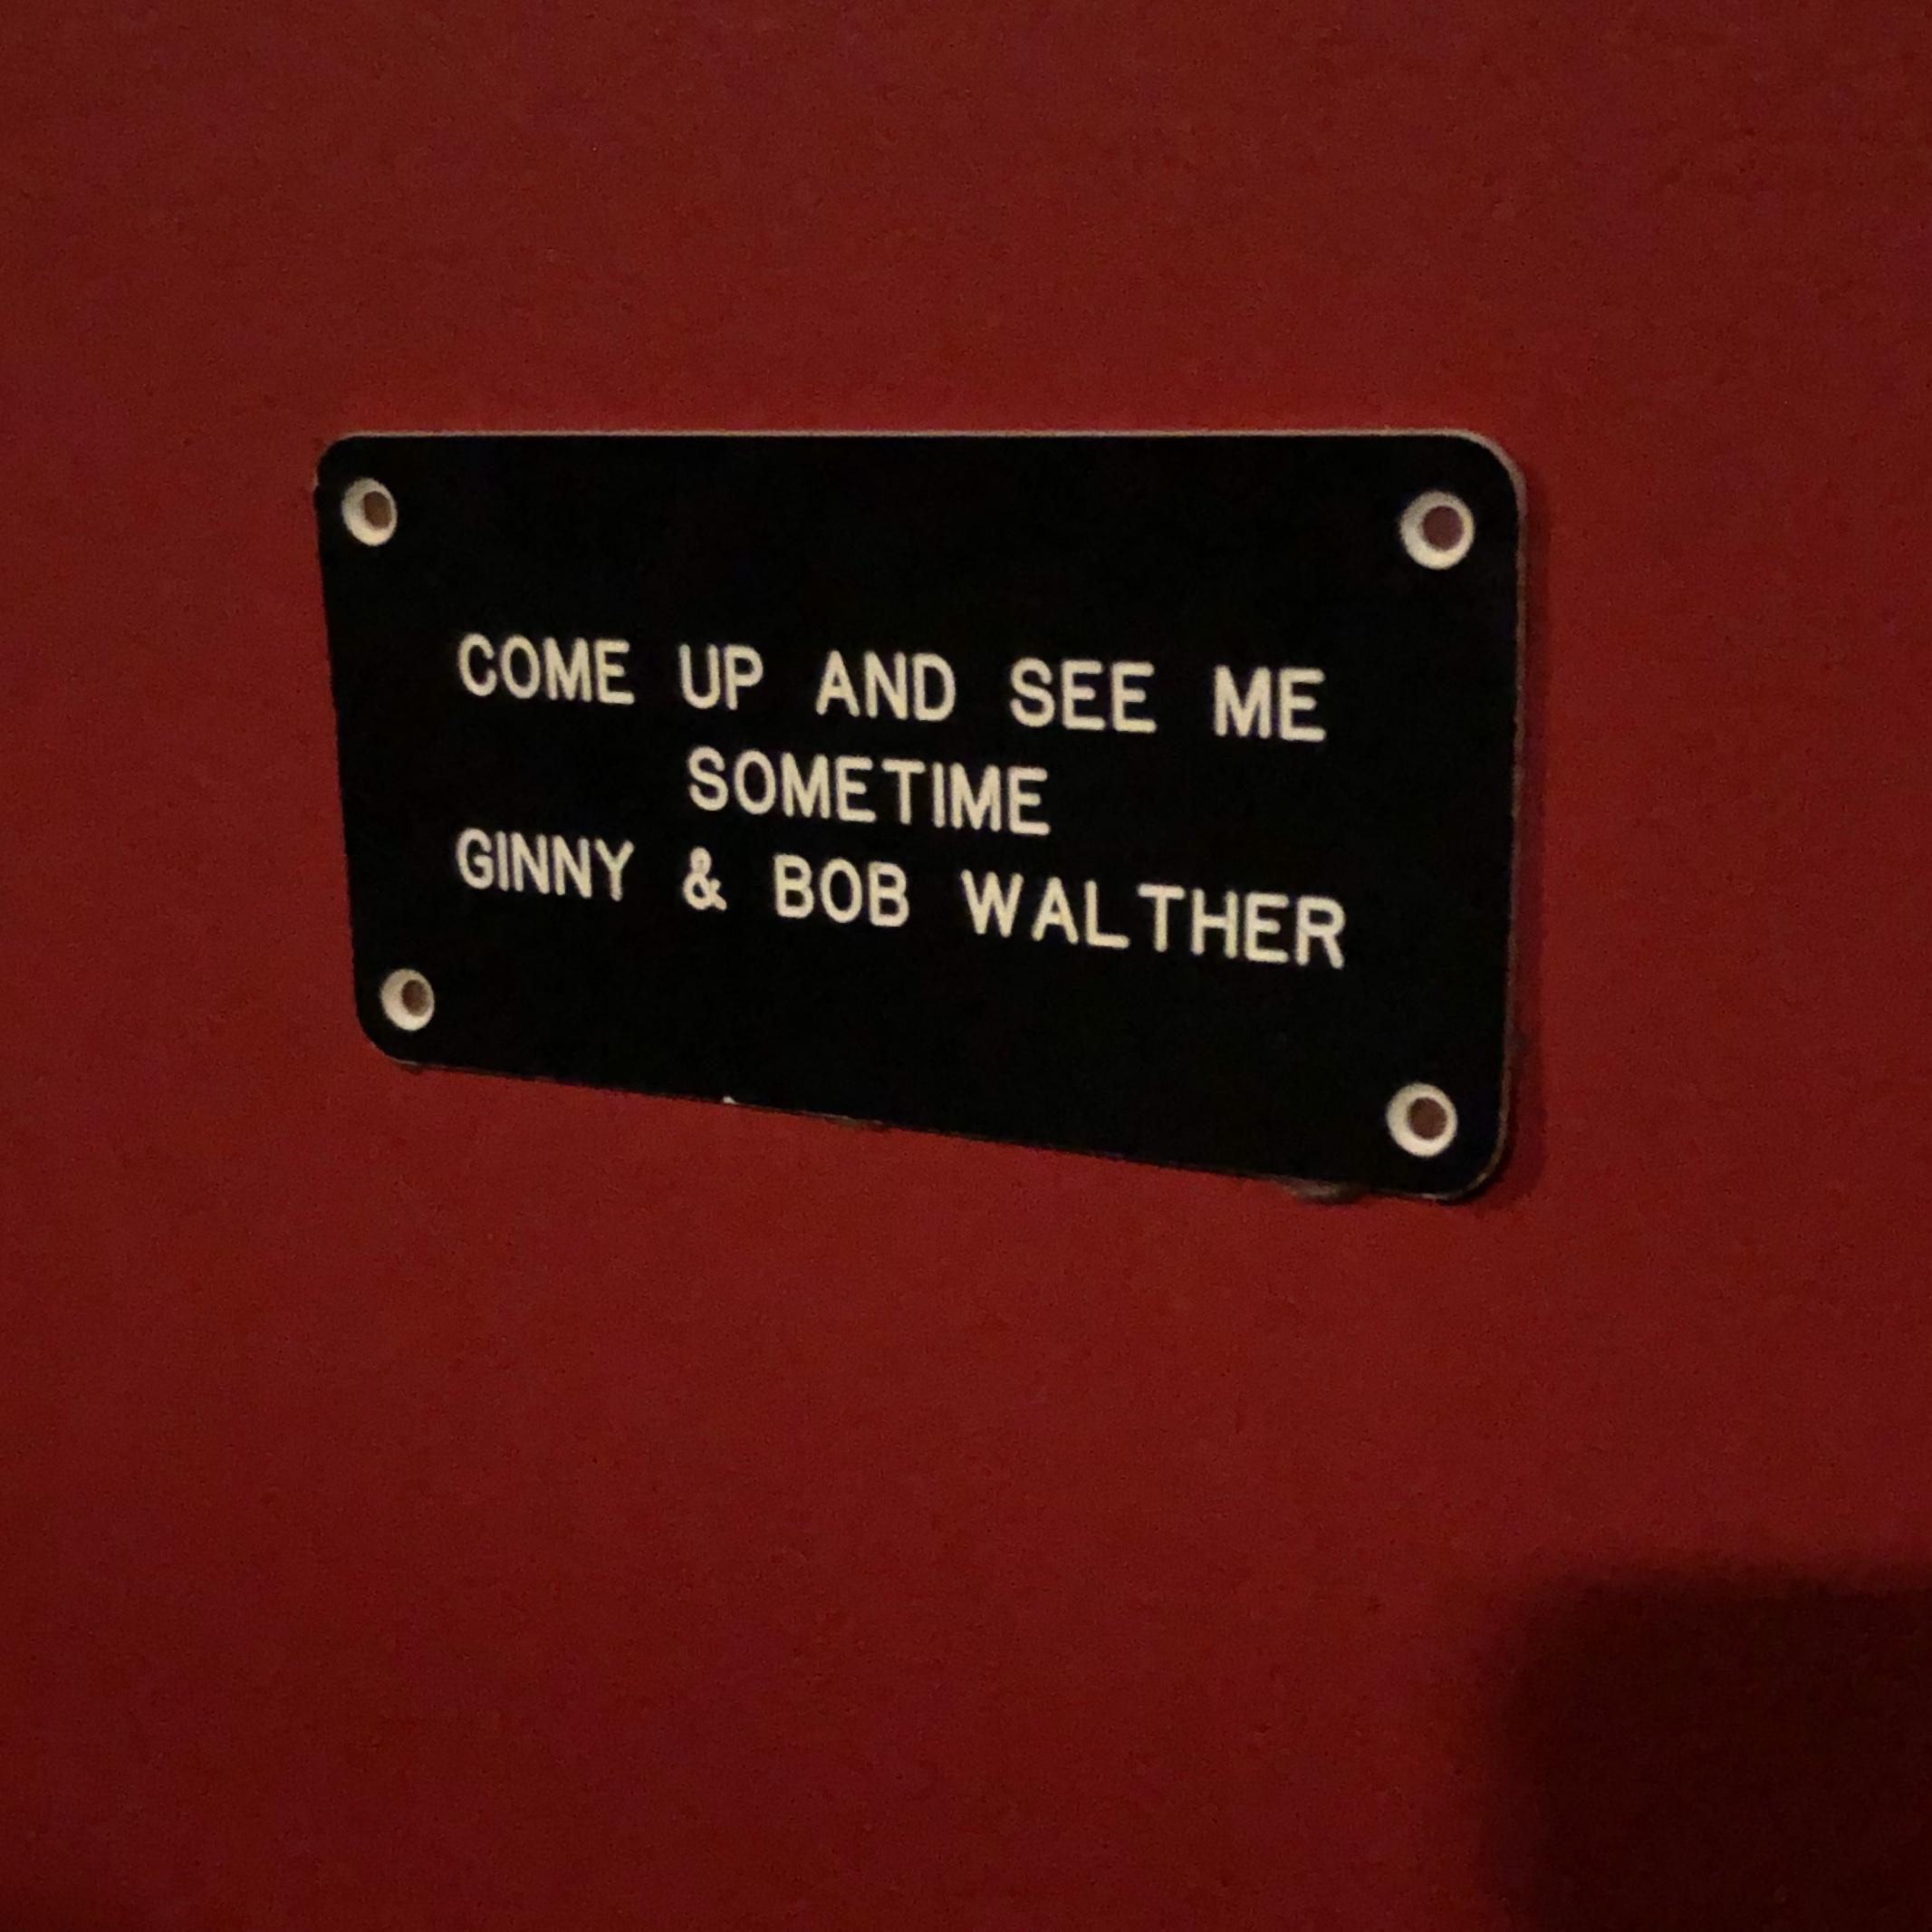 COME UP AND SEE ME
SOMETIME
GINNY & BOB WALTHER